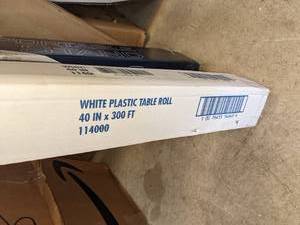 WHITE PLASTIC TABLE ROLL
40 IN x 300 FT
114000